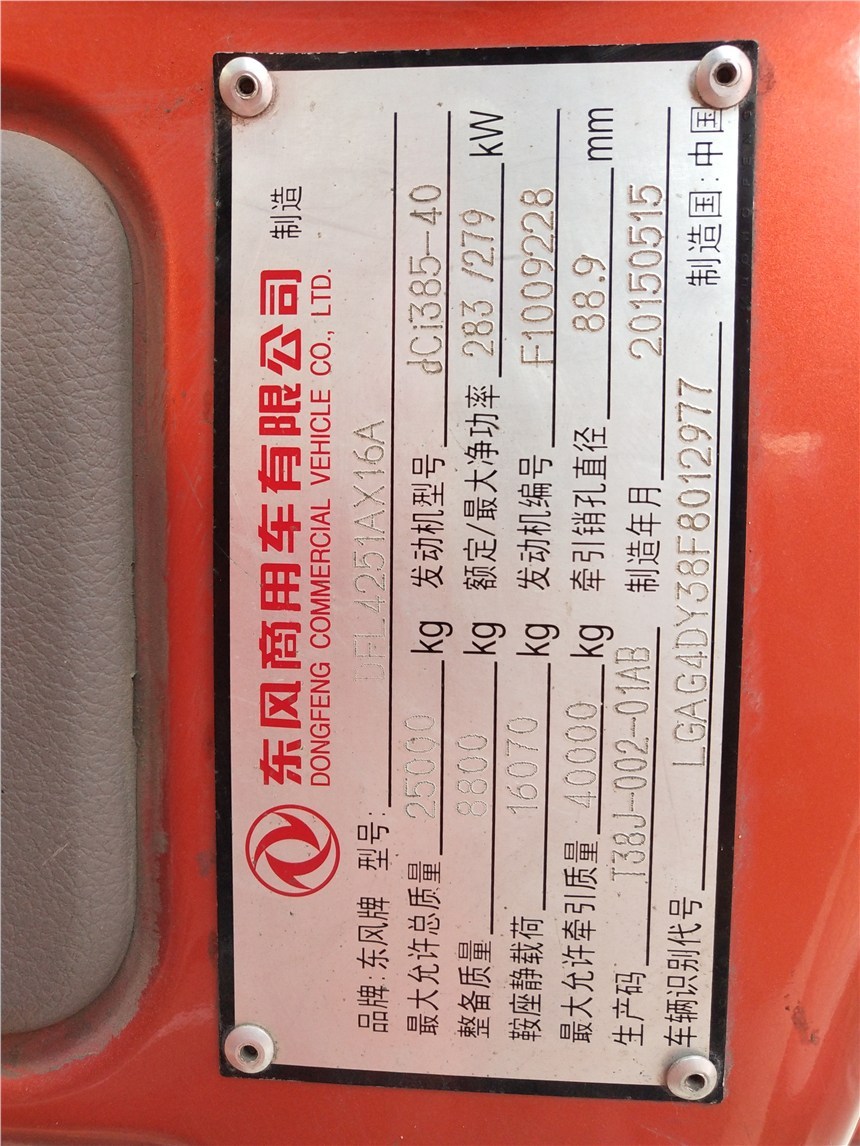 东风商用车有限公司 制造
DONGFENG COMMERCIAL VEHICLE CO., LTD.
品牌:东风牌 型号: DFL4251AX16A
最大允许总质量 25000 kg 发动机型号 dCi385-40
整备质量 8800 kg 额定/最大净功率 283/279 kW
鞍座静载荷 16070 kg 发动机编号 F1009228
最大允许牵引质量 40000 kg 牵引销孔直径 88.9 mm
生产码 T38J-002-01AB 制造年月 20150515
车辆识别代号 LGAG4DY38F8012977 制造国:中国